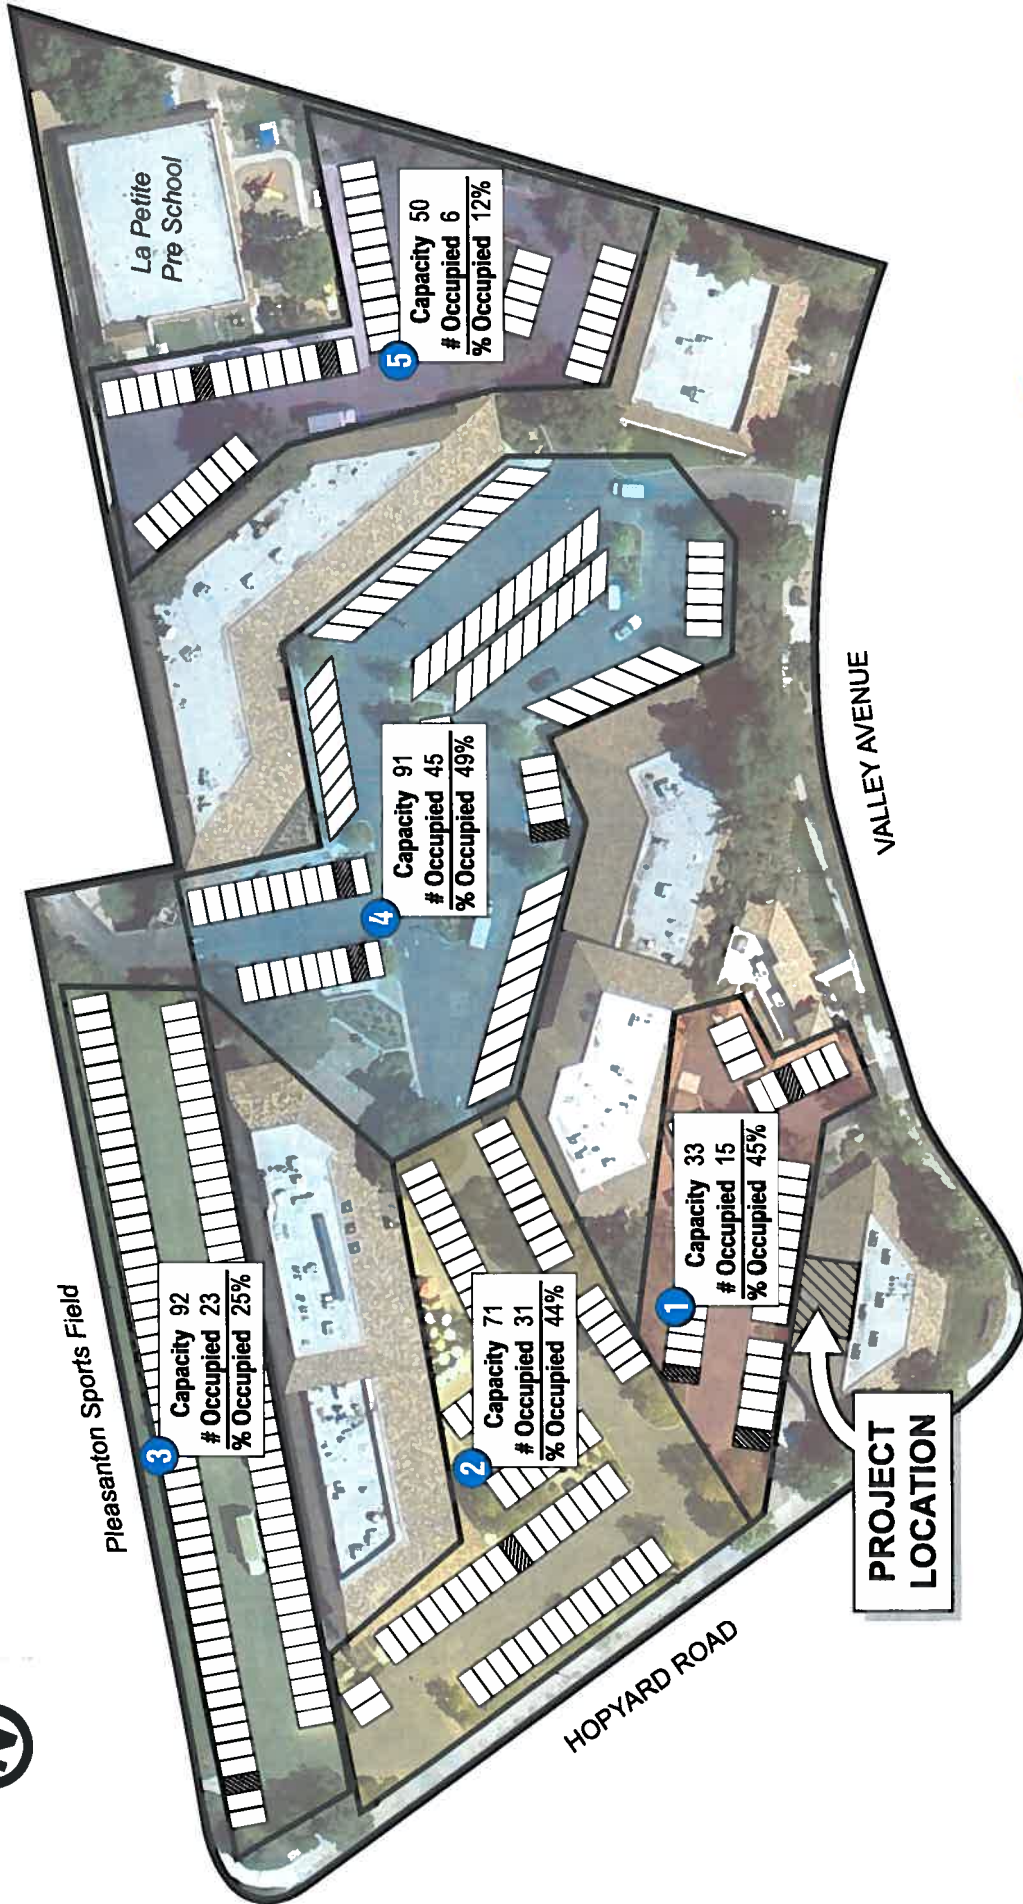 La Petite
Pre School
5
Capacity 50
# Occupied 6
% Occupied 12%
4
Capacity 91
# Occupied 45
% Occupied 49%
Pleasanton Sports Field
3
Capacity 92
# Occupied 23
% Occupied 25%
2
Capacity 71
# Occupied 31
% Occupied 44%
1
Capacity 33
# Occupied 15
% Occupied 45%
VALLEY AVENUE
HOPYARD ROAD
PROJECT
LOCATION